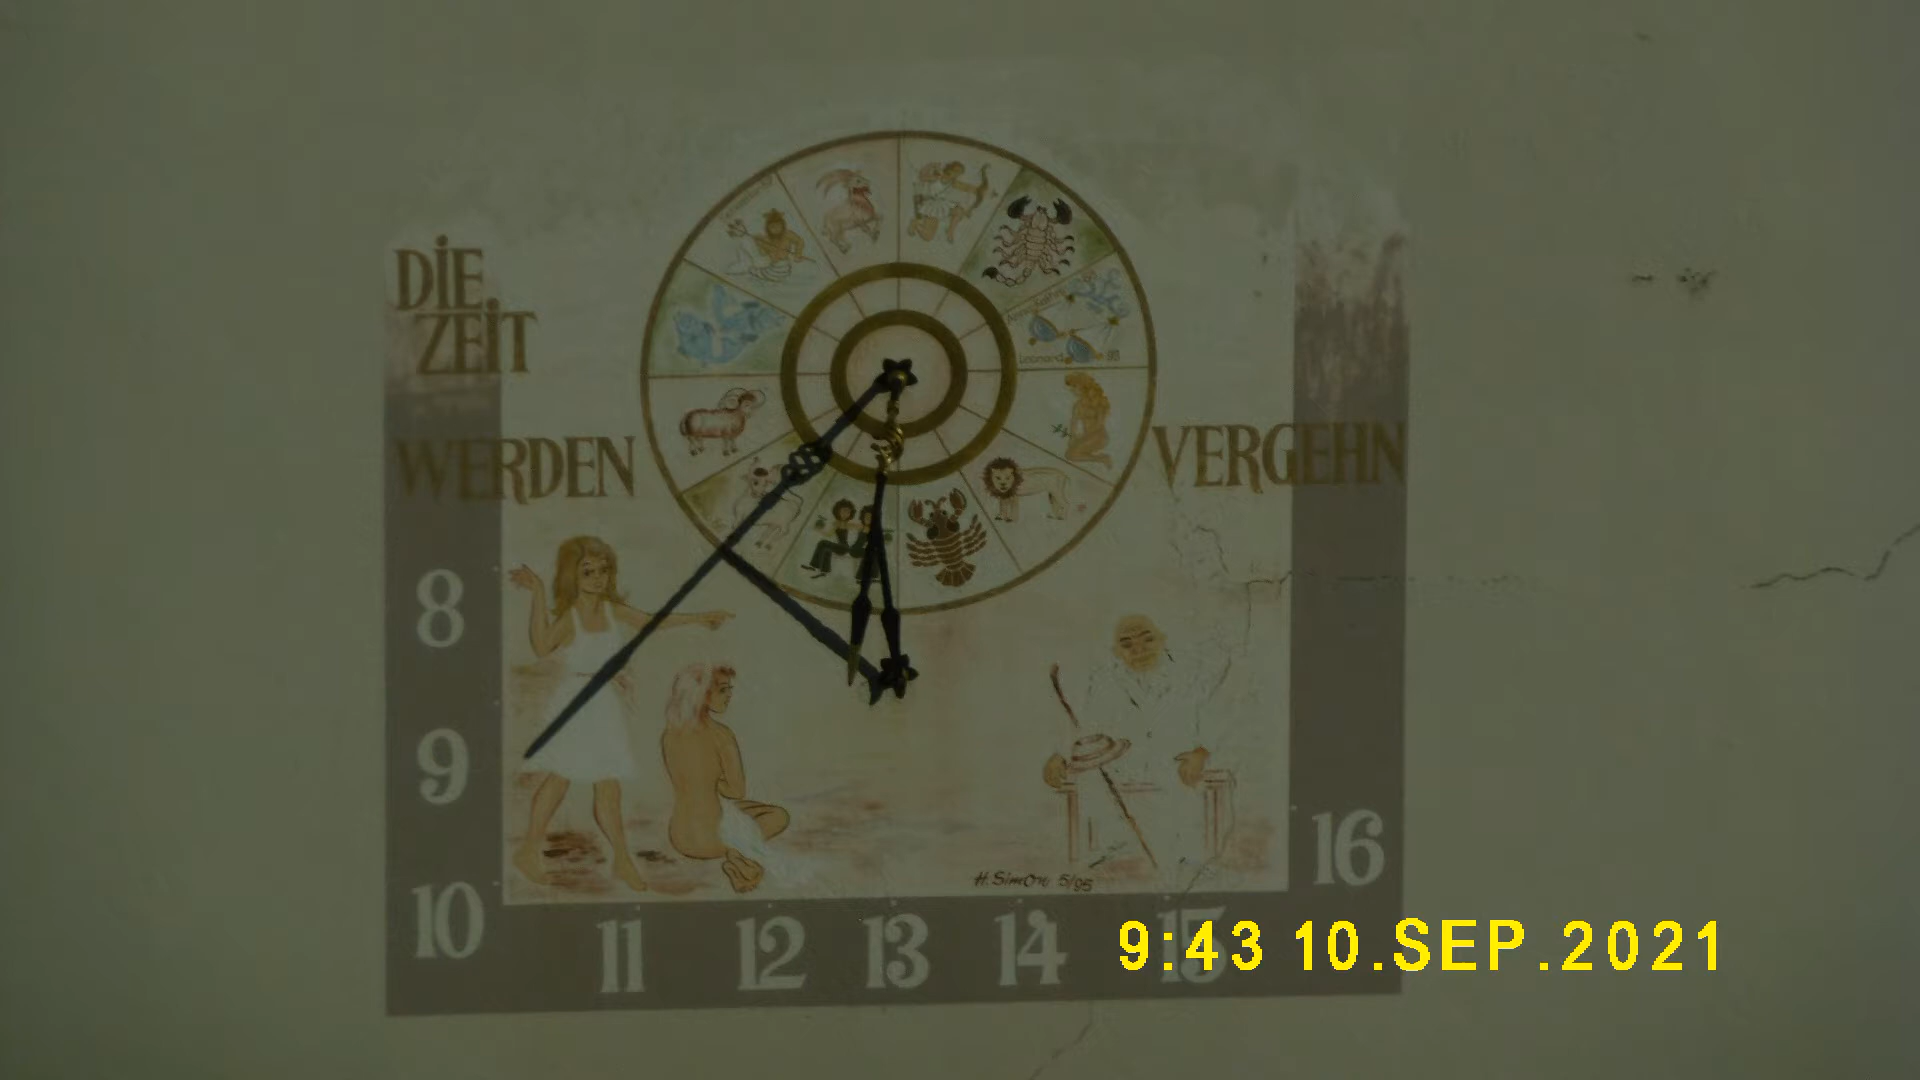 DiE
ZEiT
WERDEN
VERGEHN
8
9
10
11
12
13
14
15
16
H. Simon 5/95
9:43 10.SEP.2021